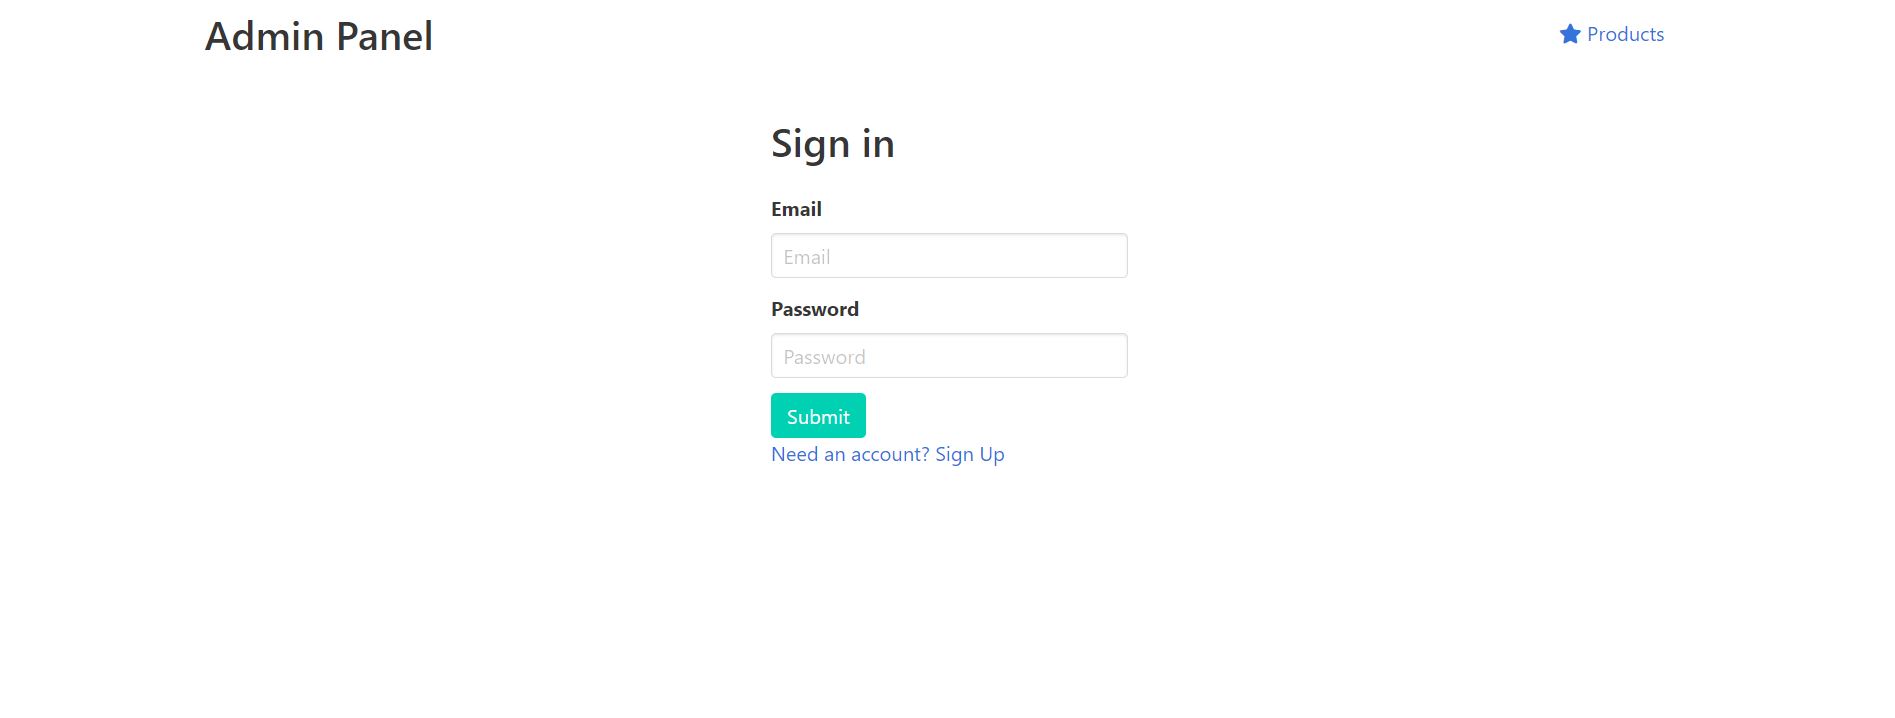 Admin Panel
Products
Sign in
Email
Email
Password
Password
Submit
Need an account? Sign Up